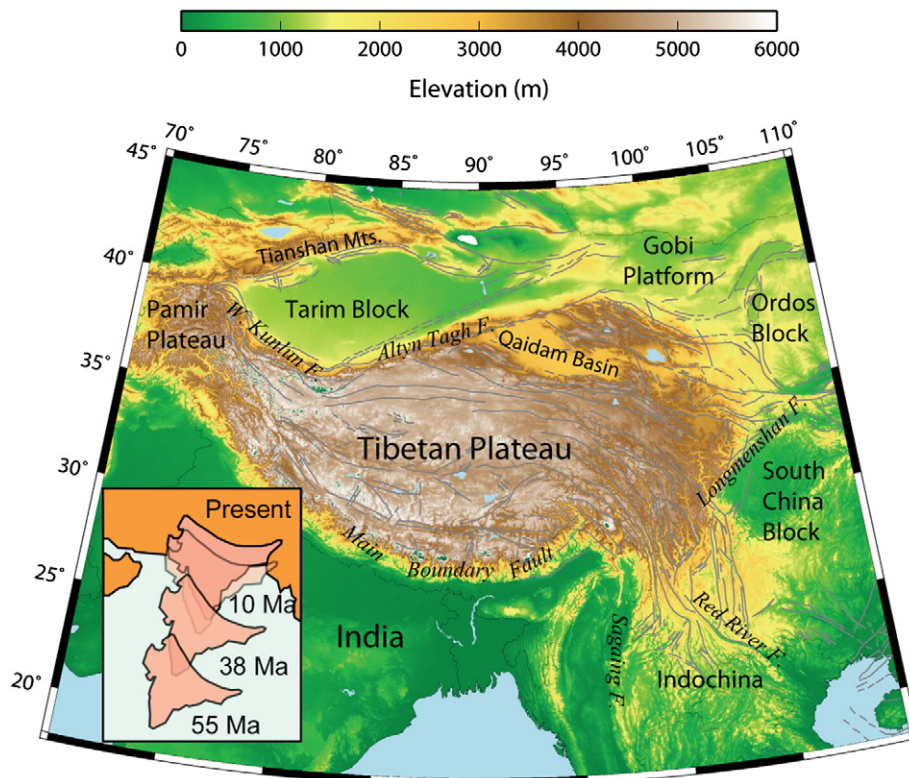 0 1000 2000 3000 4000 5000 6000
Elevation (m)
70° 75° 80° 85° 90° 95° 100° 105° 110°
45°
40°
35°
30°
25°
20°
Tianshan Mts.
Gobi
Platform
Tarim Block
Ordos
Block
Pamir
Plateau
W. Kunlun F.
Altyn Tagh F.
Qaidam Basin
Tibetan Plateau
Longmenshan F.
South
China
Block
Main Boundary Fault
India
Sagaing F.
Red River F.
Indochina
Present
10 Ma
38 Ma
55 Ma